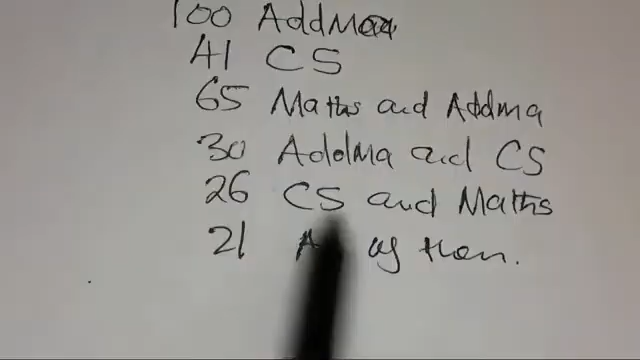 100 AddMa
41 CS
65 Maths and Addma
30 AddMa and CS
26 CS and Maths
21 of them.